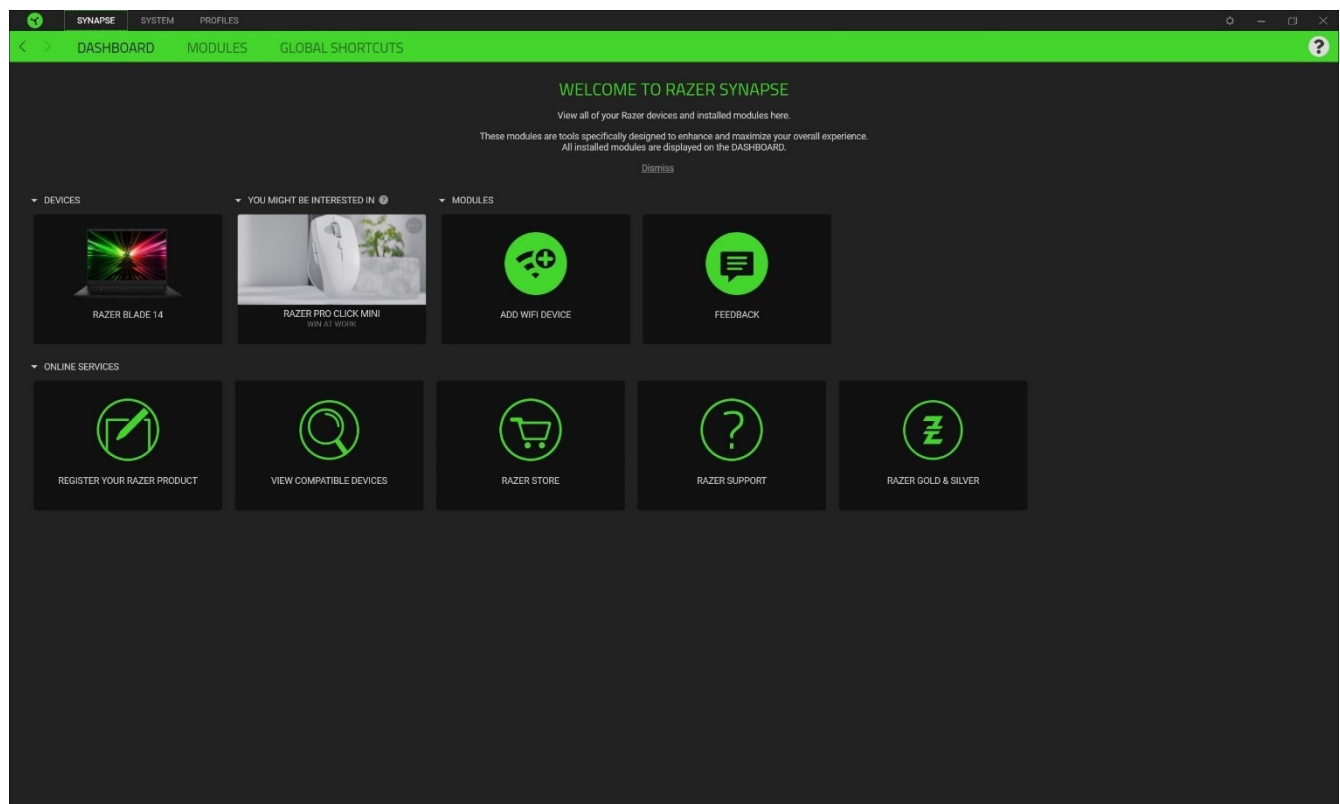 SYNAPSE SYSTEM PROFILES
DASHBOARD MODULES GLOBAL SHORTCUTS
?
WELCOME TO RAZER SYNAPSE
View all of your Razer devices and installed modules here.
These modules are tools specifically designed to enhance and maximize your overall experience.
All installed modules are displayed on the DASHBOARD.
Dismiss
DEVICES
YOU MIGHT BE INTERESTED IN ?
MODULES
RAZER BLADE 14
RAZER PRO CLICK MINI
WIN AT WORK
ADD WIFI DEVICE
FEEDBACK
ONLINE SERVICES
REGISTER YOUR RAZER PRODUCT
VIEW COMPATIBLE DEVICES
RAZER STORE
RAZER SUPPORT
RAZER GOLD & SILVER